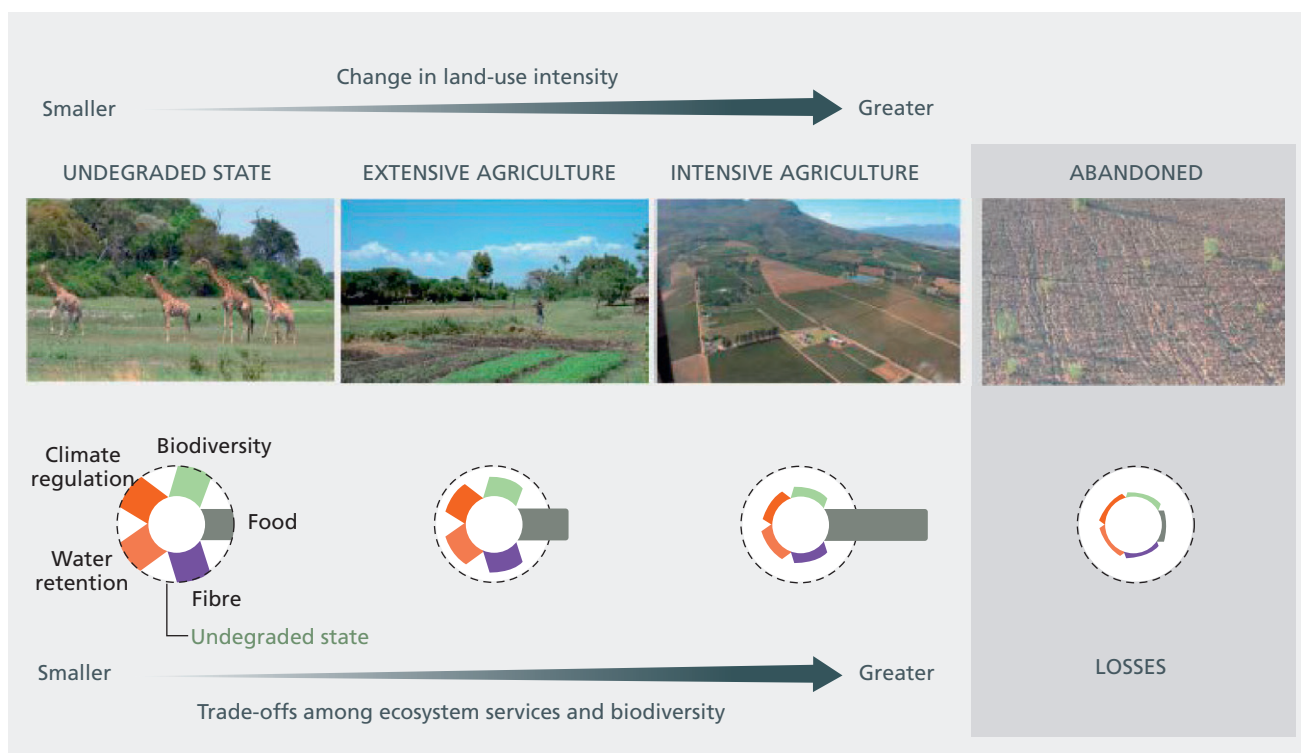 Change in land-use intensity
Smaller
Greater
UNDEGRADED STATE
EXTENSIVE AGRICULTURE
INTENSIVE AGRICULTURE
ABANDONED
Climate
regulation
Biodiversity
Food
Water
retention
Fibre
Undegraded state
Smaller
Greater
LOSSES
Trade-offs among ecosystem services and biodiversity